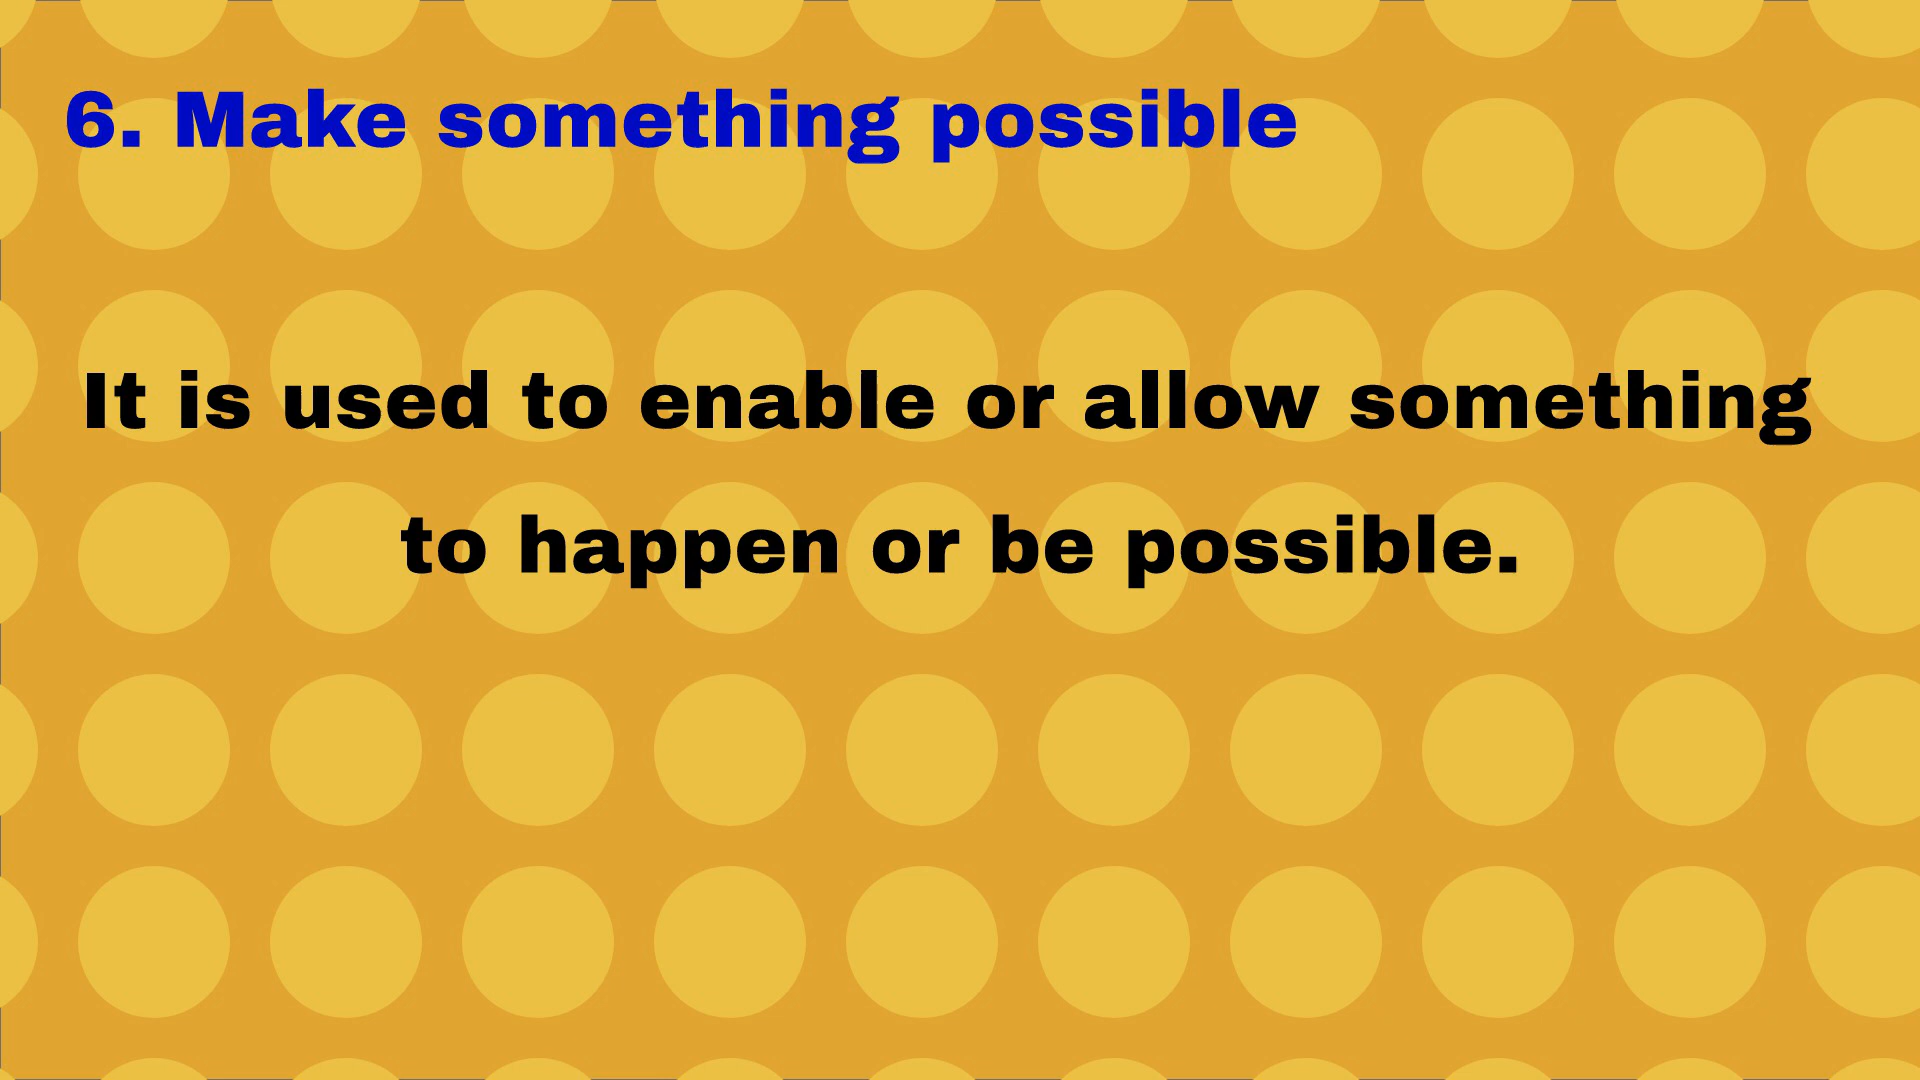 6. Make something possible
It is used to enable or allow something
to happen or be possible.